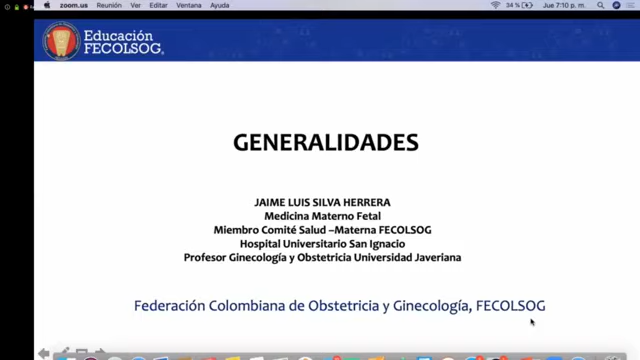 zoom.us Reunión Ver Editar Ventana Ayuda 34 % Jue 7:10 p. m.
Educación
FECOLSOG
GENERALIDADES
JAIME LUIS SILVA HERRERA
Medicina Materno Fetal
Miembro Comité Salud –Materna FECOLSOG
Hospital Universitario San Ignacio
Profesor Ginecología y Obstetricia Universidad Javeriana
Federación Colombiana de Obstetricia y Ginecología, FECOLSOG